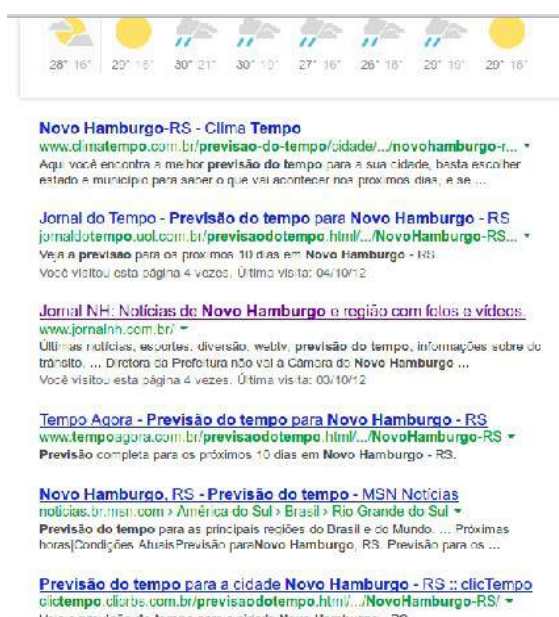 28° 16° 29° 16° 30° 21° 30° 19° 27° 16° 26° 18° 29° 19° 29° 18°
Novo Hamburgo-RS - Clima Tempo
www.climatempo.com.br/previsao-do-tempo/cidade/.../novohamburgo-r...
Aqui você encontra a melhor previsão do tempo para a sua cidade, basta escolher
estado e município para saber o que vai acontecer nos próximos dias, e se ...
Jornal do Tempo - Previsão do tempo para Novo Hamburgo - RS
jornaldotempo.uol.com.br/previsaodotempo.html/.../NovoHamburgo-RS...
Veja a previsão para os próximos 10 dias em Novo Hamburgo - RS.
Você visitou esta página 4 vezes. Última visita: 04/10/12
Jornal NH: Notícias de Novo Hamburgo e região com fotos e vídeos.
www.jornalnh.com.br/
Últimas notícias, esportes, diversão, webtv, previsão do tempo, informações sobre do
trânsito. ... Diretora da Prefeitura não vai à Câmara de Novo Hamburgo ...
Você visitou esta página 4 vezes. Última visita: 03/10/12
Tempo Agora - Previsão do tempo para Novo Hamburgo - RS
www.tempoagora.com.br/previsaodotempo.html/.../NovoHamburgo-RS
Previsão completa para os próximos 10 dias em Novo Hamburgo - RS.
Novo Hamburgo, RS - Previsão do tempo - MSN Notícias
noticias.br.msn.com › América do Sul › Brasil › Rio Grande do Sul
Previsão do tempo para as principais regiões do Brasil e do Mundo. ... Próximas
horas|Condições AtuaisPrevisão paraNovo Hamburgo, RS. Previsão para os ...
Previsão do tempo para a cidade Novo Hamburgo - RS :: clicTempo
clictempo.clicrbs.com.br/previsaodotempo.html/.../NovoHamburgo-RS/